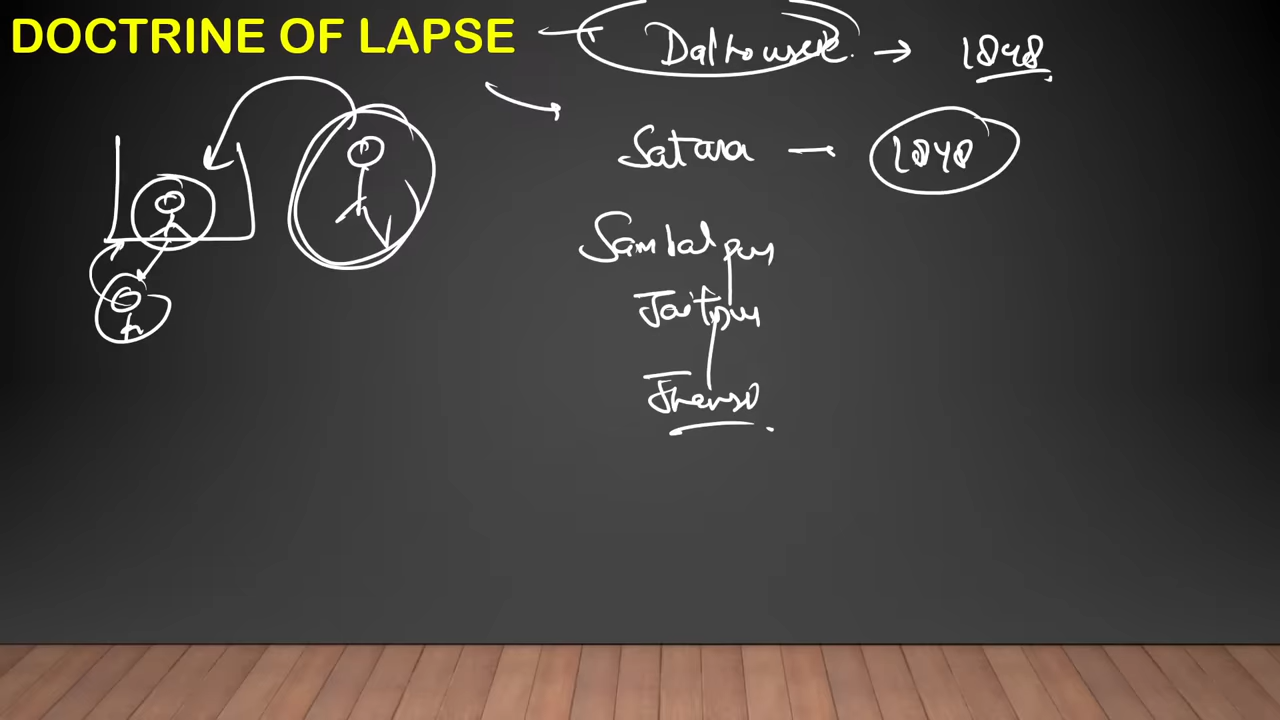 DOCTRINE OF LAPSE ← Dalhousie. → 1848
Satara — 1848
Sambalpur
Jaitpur
Jhansi